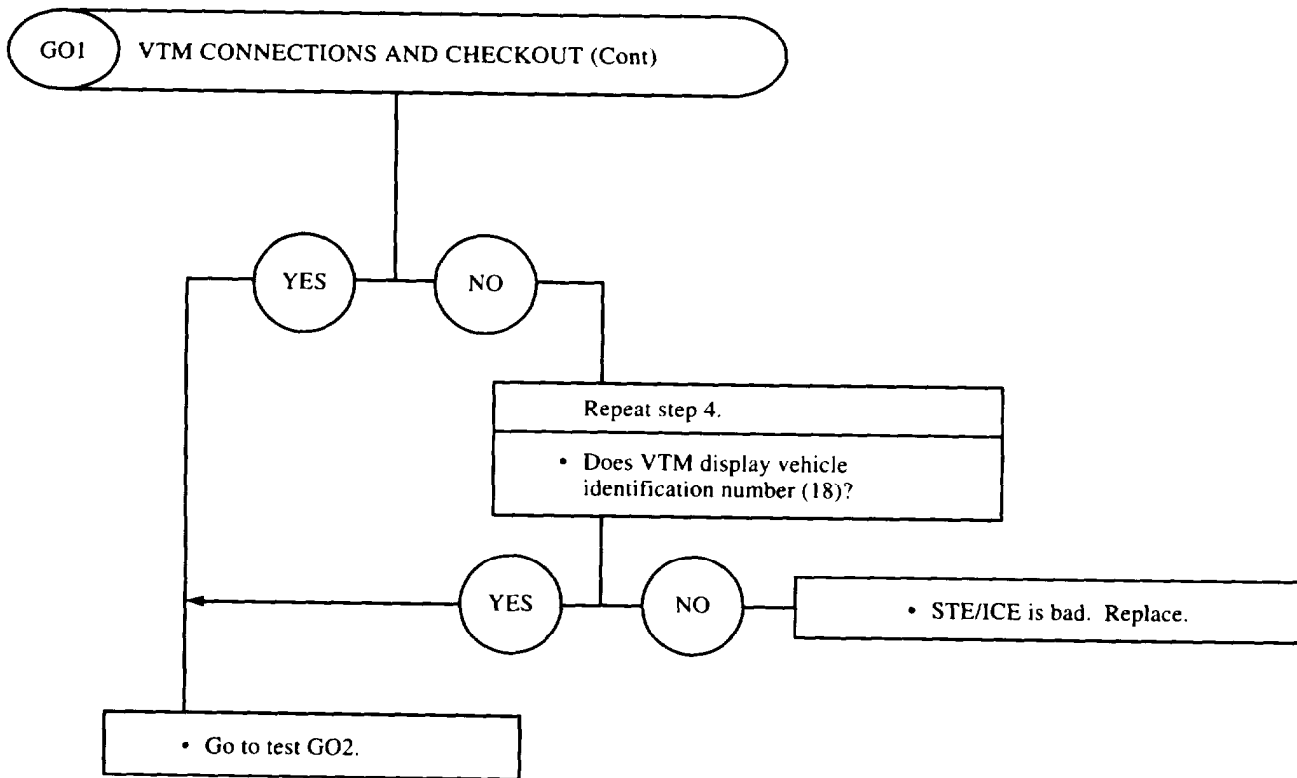 GO1 VTM CONNECTIONS AND CHECKOUT (Cont)
YES
NO
Repeat step 4.
• Does VTM display vehicle
identification number (18)?
YES
NO
• STE/ICE is bad. Replace.
• Go to test GO2.